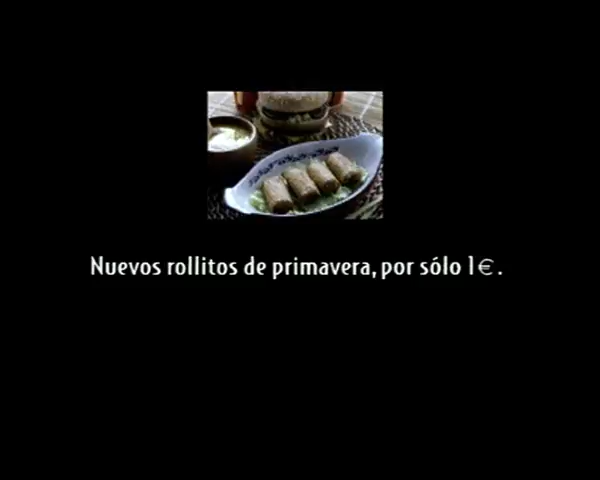 Nuevos rollitos de primavera, por sólo 1€.